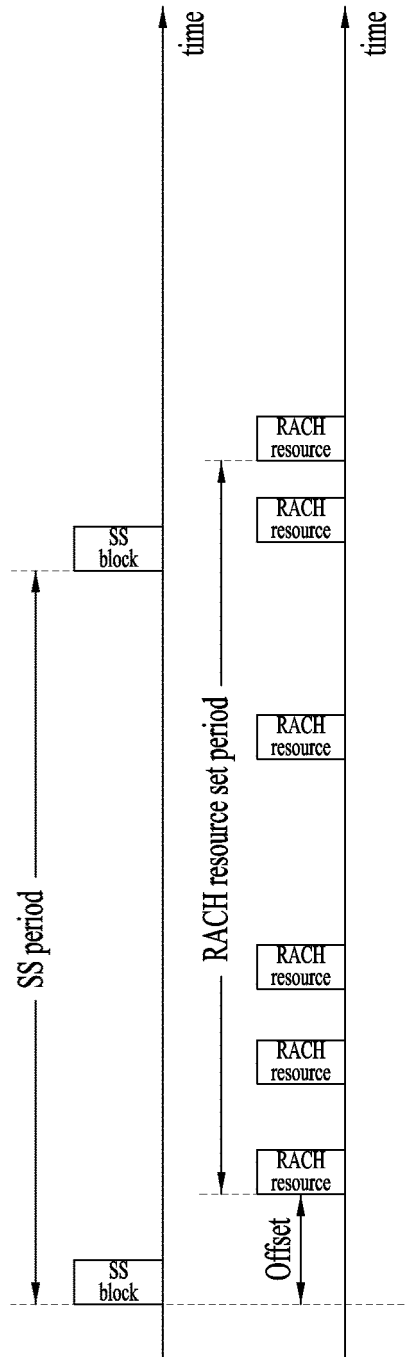 time
SS
block
SS period
SS
block
time
RACH
resource
RACH
resource
RACH resource set period
RACH
resource
RACH
resource
RACH
resource
RACH
resource
Offset